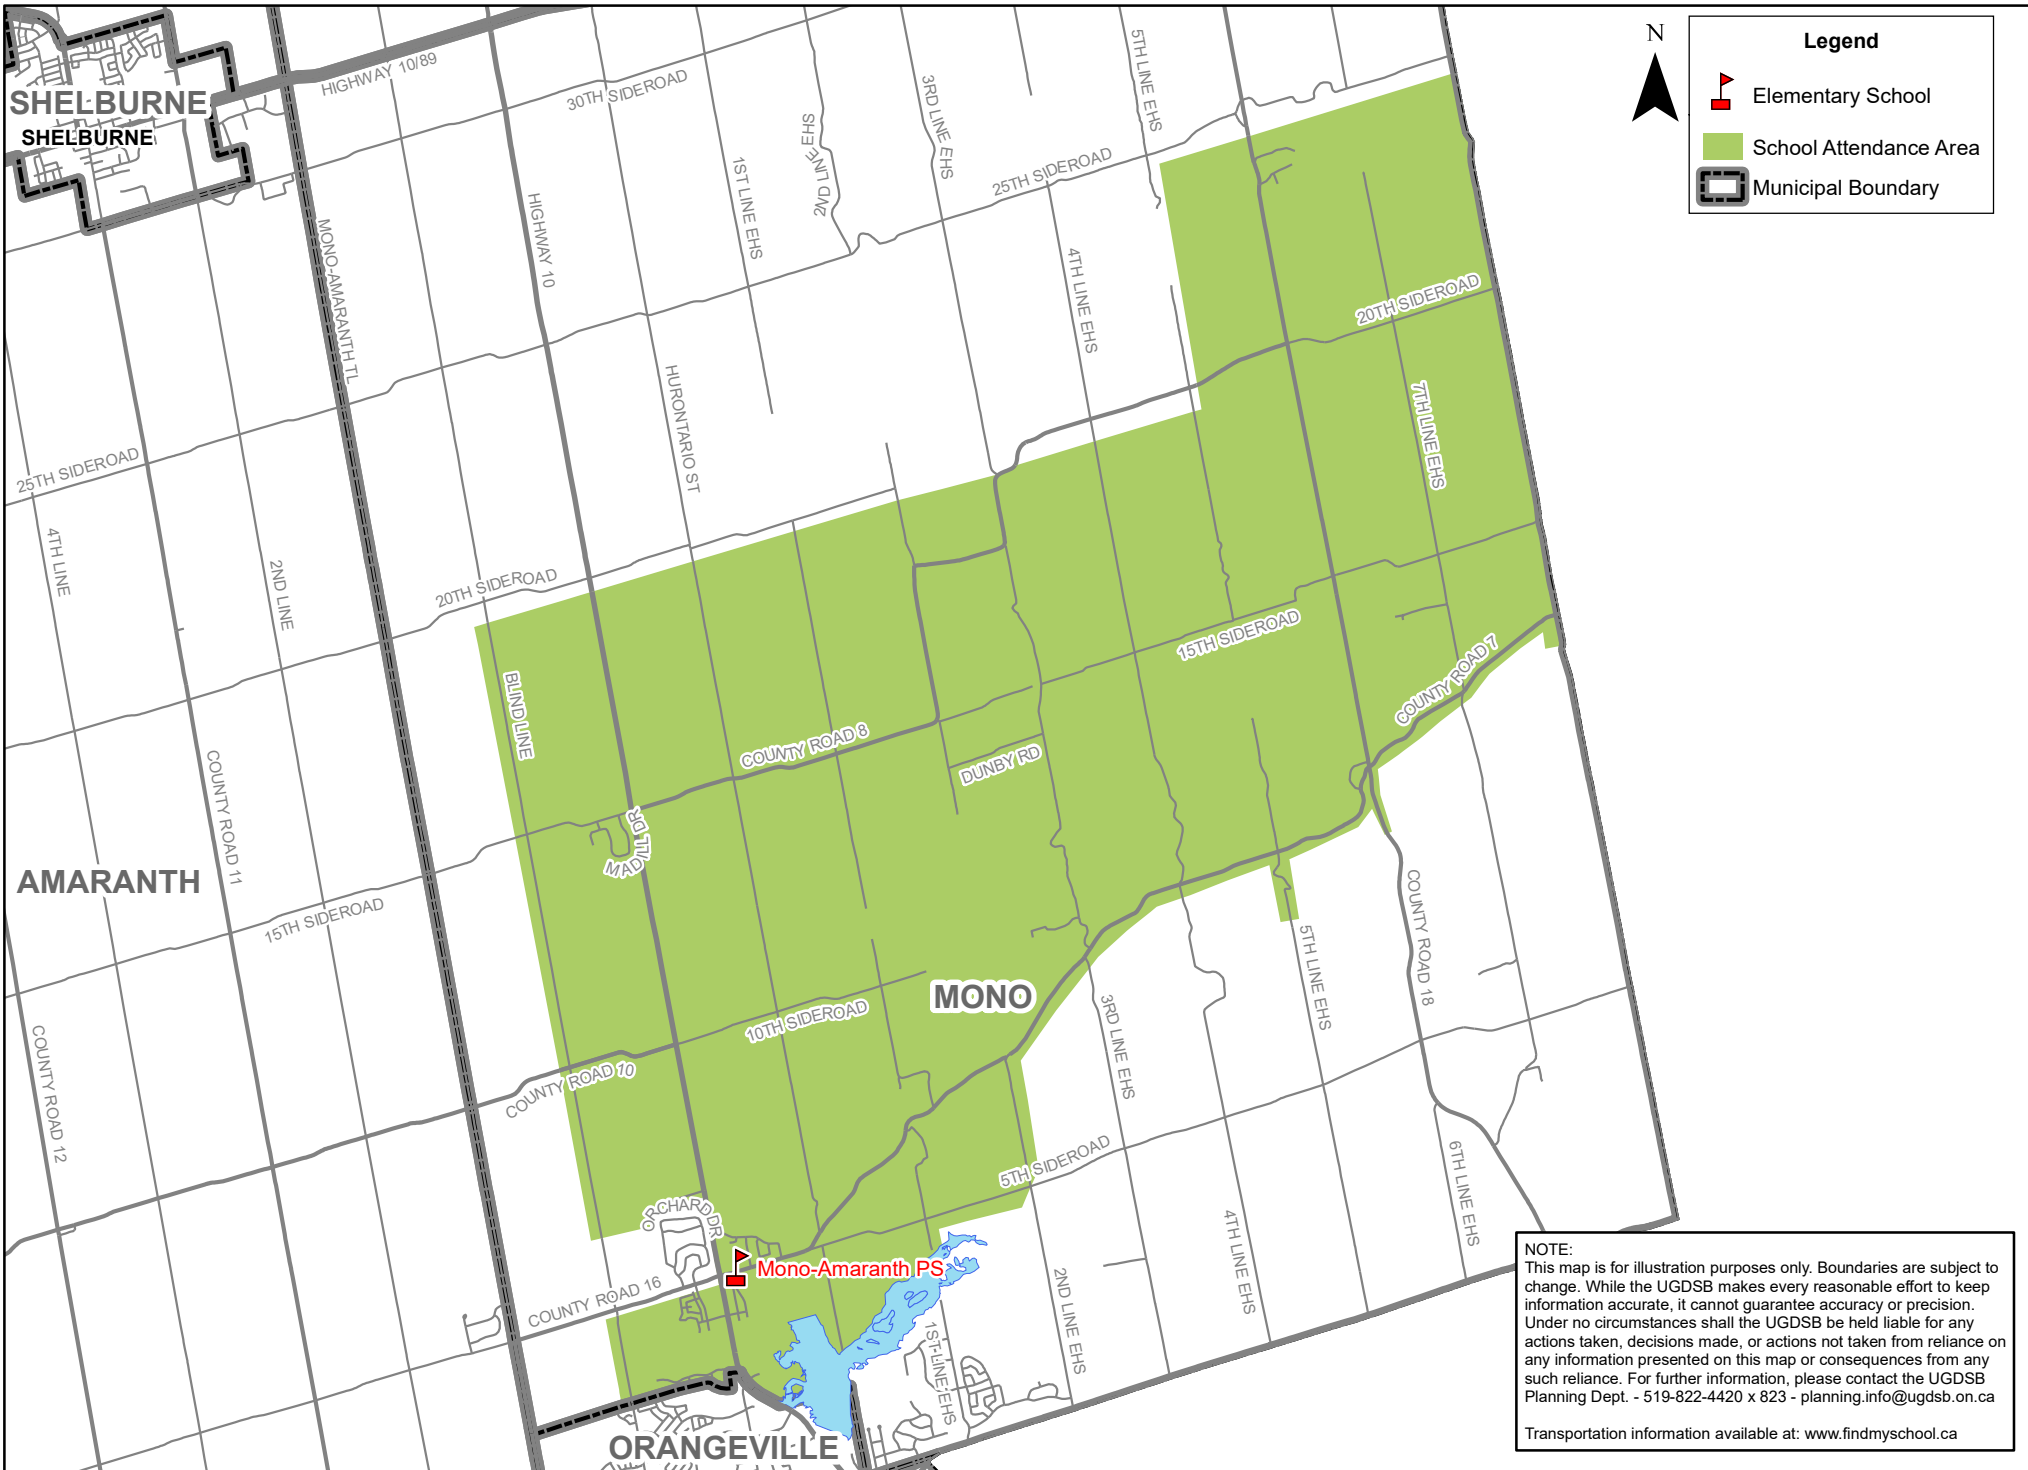 N
Legend
Elementary School
School Attendance Area
Municipal Boundary
SHELBURNE
SHELBURNE
HIGHWAY 10/89
30TH SIDEROAD
2ND LINE EHS
3RD LINE EHS
5TH LINE EHS
25TH SIDEROAD
1ST LINE EHS
HIGHWAY 10
MONO-AMARANTH TL
4TH LINE EHS
20TH SIDEROAD
HURONTARIO ST
7TH LINE EHS
25TH SIDEROAD
4TH LINE
2ND LINE
20TH SIDEROAD
15TH SIDEROAD
COUNTY ROAD 7
BLIND LINE
COUNTY ROAD 8
DUNBY RD
COUNTY ROAD 11
MADILL DR
AMARANTH
15TH SIDEROAD
COUNTY ROAD 18
5TH LINE EHS
MONO
10TH SIDEROAD
3RD LINE EHS
COUNTY ROAD 10
COUNTY ROAD 12
5TH SIDEROAD
6TH LINE EHS
ORCHARD DR
4TH LINE EHS
Mono-Amaranth PS
COUNTY ROAD 16
2ND LINE EHS
1ST LINE EHS
ORANGEVILLE
NOTE:
This map is for illustration purposes only. Boundaries are subject to
change. While the UGDSB makes every reasonable effort to keep
information accurate, it cannot guarantee accuracy or precision.
Under no circumstances shall the UGDSB be held liable for any
actions taken, decisions made, or actions not taken from reliance on
any information presented on this map or consequences from any
such reliance. For further information, please contact the UGDSB
Planning Dept. - 519-822-4420 x 823 - planning.info@ugdsb.on.ca
Transportation information available at: www.findmyschool.ca